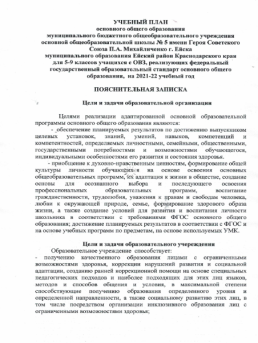 УЧЕБНЫЙ ПЛАН
основного общего образования
муниципального бюджетного общеобразовательного учреждения
основной общеобразовательной школы № 5 имени Героя Советского
Союза П.А. Михайличенко г. Ейска
муниципального образования Ейский район Краснодарского края
для 5-9 классов учащихся с ОВЗ, реализующих федеральный
государственный образовательный стандарт основного общего
образования, на 2021-22 учебный год
ПОЯСНИТЕЛЬНАЯ ЗАПИСКА
Цели и задачи образовательной организации
Целями реализации адаптированной основной образовательной
программы основного общего образования являются:
- обеспечение планируемых результатов по достижению выпускником
целевых установок, знаний, умений, навыков, компетенций и
компетентностей, определяемых личностными, семейными, общественными,
государственными потребностями и возможностями обучающегося,
индивидуальными особенностями его развития и состояния здоровья.
- приобщение к духовно-нравственным ценностям, формирование общей
культуры личности обучающихся на основе освоения основных
общеобразовательных программ, их адаптация к жизни в обществе, создание
основы для осознанного выбора и последующего освоения
профессиональных образовательных программ, воспитание
гражданственности, трудолюбия, уважения к правам и свободам человека,
любви к окружающей природе, семье, формирование здорового образа
жизни, а также создание условий для развития и воспитания личности
школьника в соответствии с требованиями ФГОС основного общего
образования; достижение планируемых результатов в соответствии с ФГОС и
на основе учебных программ по предметам, на основе используемых УМК.
Цели и задачи образовательного учреждения
Образовательное учреждение способствует:
- получению качественного образования лицами с ограниченными
возможностями здоровья, коррекции нарушений развития и социальной
адаптации, созданию ранней коррекционной помощи на основе специальных
педагогических подходов и наиболее подходящих для этих лиц языков,
методов и способов общения и условия, в максимальной степени
способствующие получению образования определенного уровня и
определенной направленности, а также социальному развитию этих лиц, в
том числе посредством организации инклюзивного образования лиц с
ограниченными возможностями здоровья;